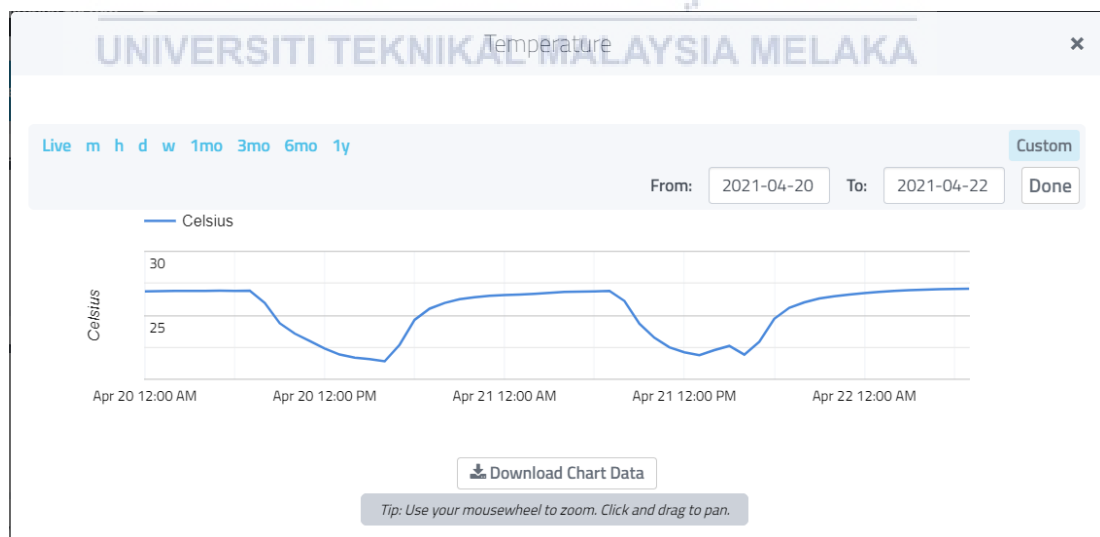 UNIVERSITI TEKNIKAL MALAYSIA MELAKA
Temperature ×
Live m h d w 1mo 3mo 6mo 1y Custom
From: 2021-04-20 To: 2021-04-22 Done
Celsius
30
Celsius
25
Apr 20 12:00 AM Apr 20 12:00 PM Apr 21 12:00 AM Apr 21 12:00 PM Apr 22 12:00 AM
Download Chart Data
Tip: Use your mousewheel to zoom. Click and drag to pan.